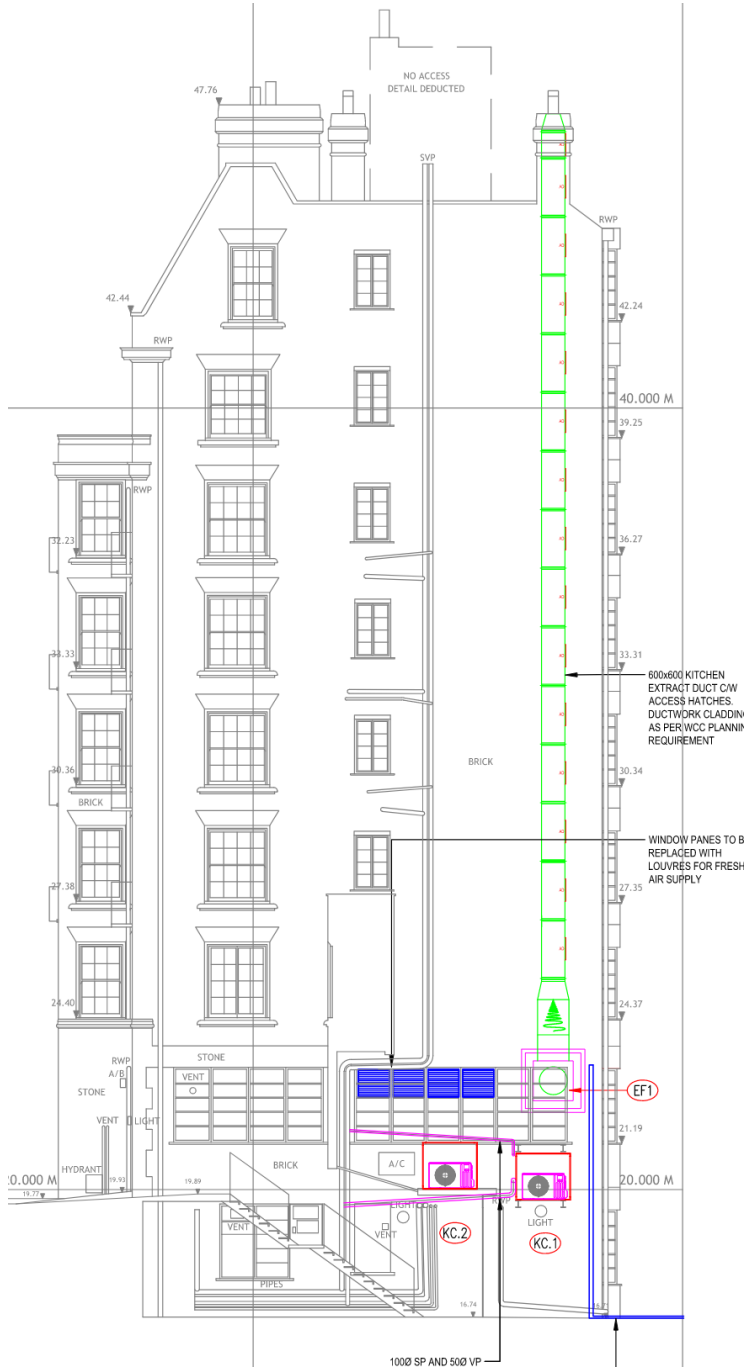 NO ACCESS
DETAIL DEDUCTED
47.76
SVP
RWP
42.44
42.24
RWP
40.000 M
39.25
RWP
32.23
36.27
33.33
33.31
600x600 KITCHEN
EXTRACT DUCT C/W
ACCESS HATCHES.
DUCTWORK CLADDING
AS PER WCC PLANNIN
REQUIREMENT
30.36
BRICK
BRICK
30.34
WINDOW PANES TO B
REPLACED WITH
LOUVRES FOR FRESH
AIR SUPPLY
27.38
27.35
24.40
24.37
STONE
RWP
A/B
VENT
STONE
EF1
VENT
LIGHT
21.19
HYDRANT
BRICK
A/C
19.93
20.000 M
19.77
19.89
20.000 M
RWP
LIGHT
LIGHT
VENT
VENT
KC.2
KC.1
PIPES
16.74
100Ø SP AND 50Ø VP